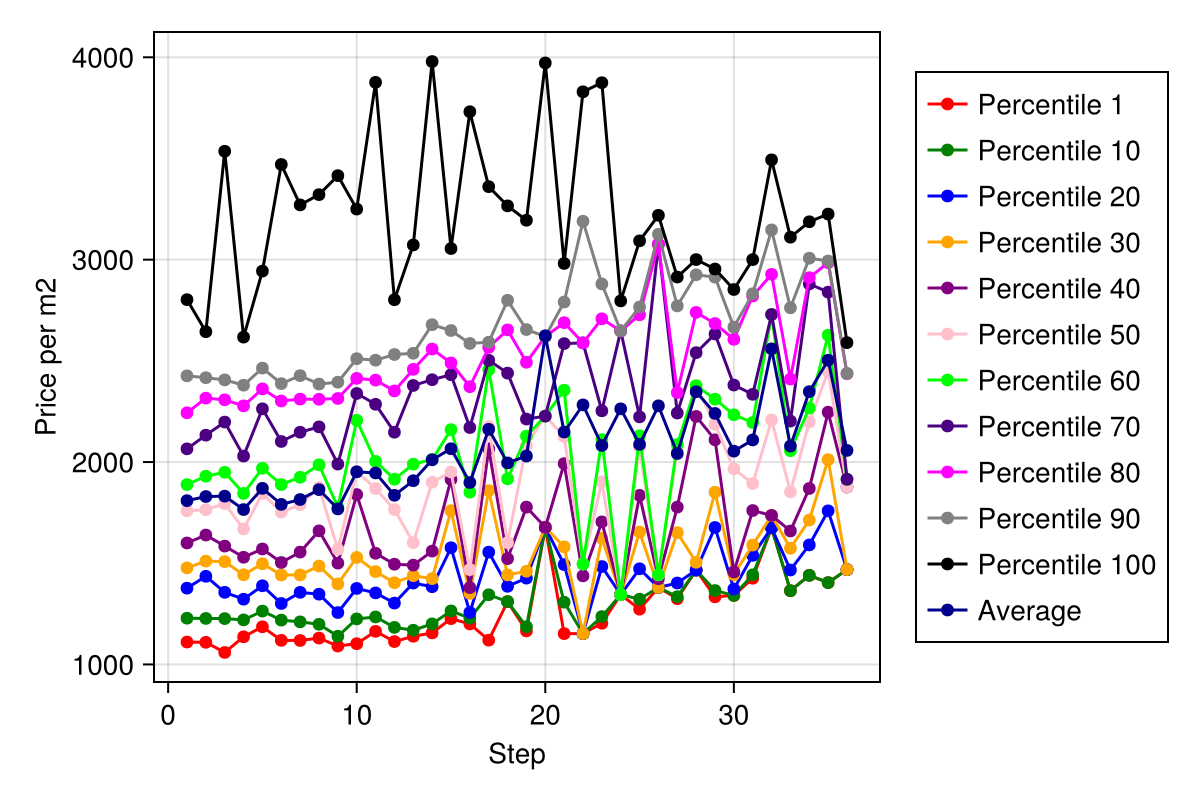 4000
3000
2000
1000
Price per m2
0
10
20
30
Step
Percentile 1
Percentile 10
Percentile 20
Percentile 30
Percentile 40
Percentile 50
Percentile 60
Percentile 70
Percentile 80
Percentile 90
Percentile 100
Average